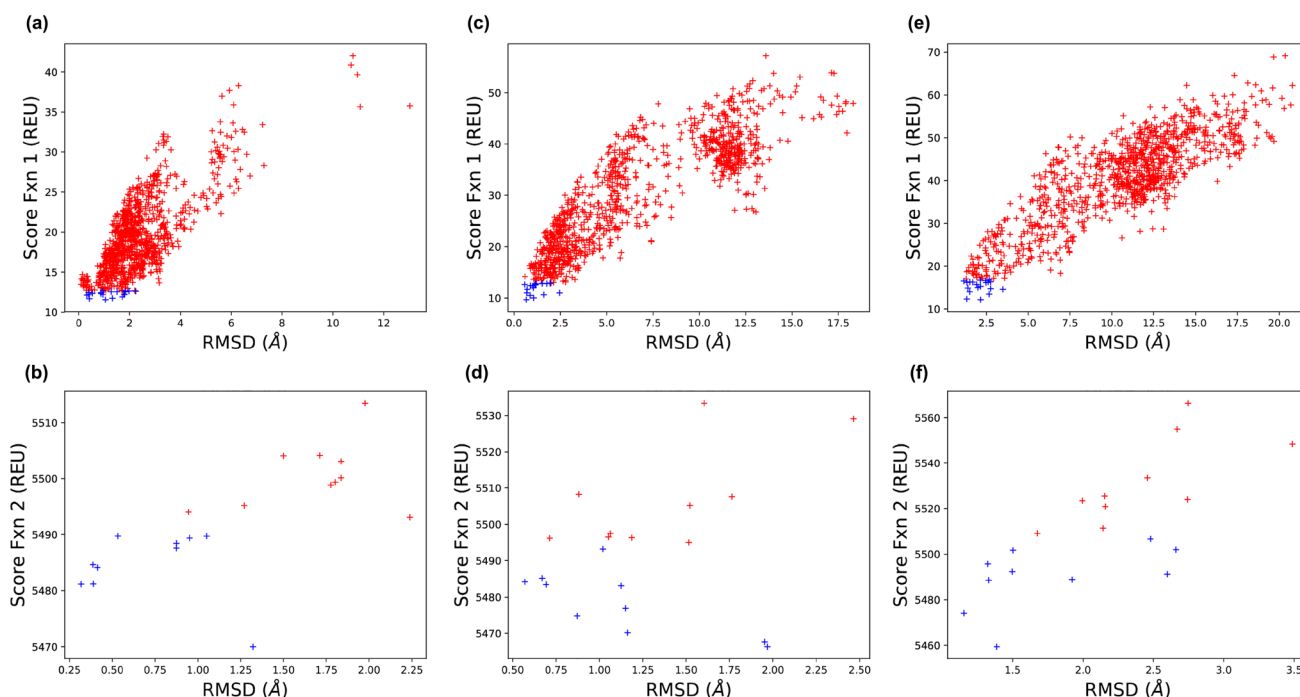 (a)
40
35
30
25
20
15
10
Score Fxn 1 (REU)
0 2 4 6 8 10 12
RMSD (Å)
(c)
50
40
30
20
10
Score Fxn 1 (REU)
0.0 2.5 5.0 7.5 10.0 12.5 15.0 17.5
RMSD (Å)
(e)
70
60
50
40
30
20
10
Score Fxn 1 (REU)
2.5 5.0 7.5 10.0 12.5 15.0 17.5 20.0
RMSD (Å)
(b)
5510
5500
5490
5480
5470
Score Fxn 2 (REU)
0.25 0.50 0.75 1.00 1.25 1.50 1.75 2.00 2.25
RMSD (Å)
(d)
5530
5520
5510
5500
5490
5480
5470
Score Fxn 2 (REU)
0.50 0.75 1.00 1.25 1.50 1.75 2.00 2.25 2.50
RMSD (Å)
(f)
5560
5540
5520
5500
5480
5460
Score Fxn 2 (REU)
1.5 2.0 2.5 3.0 3.5
RMSD (Å)